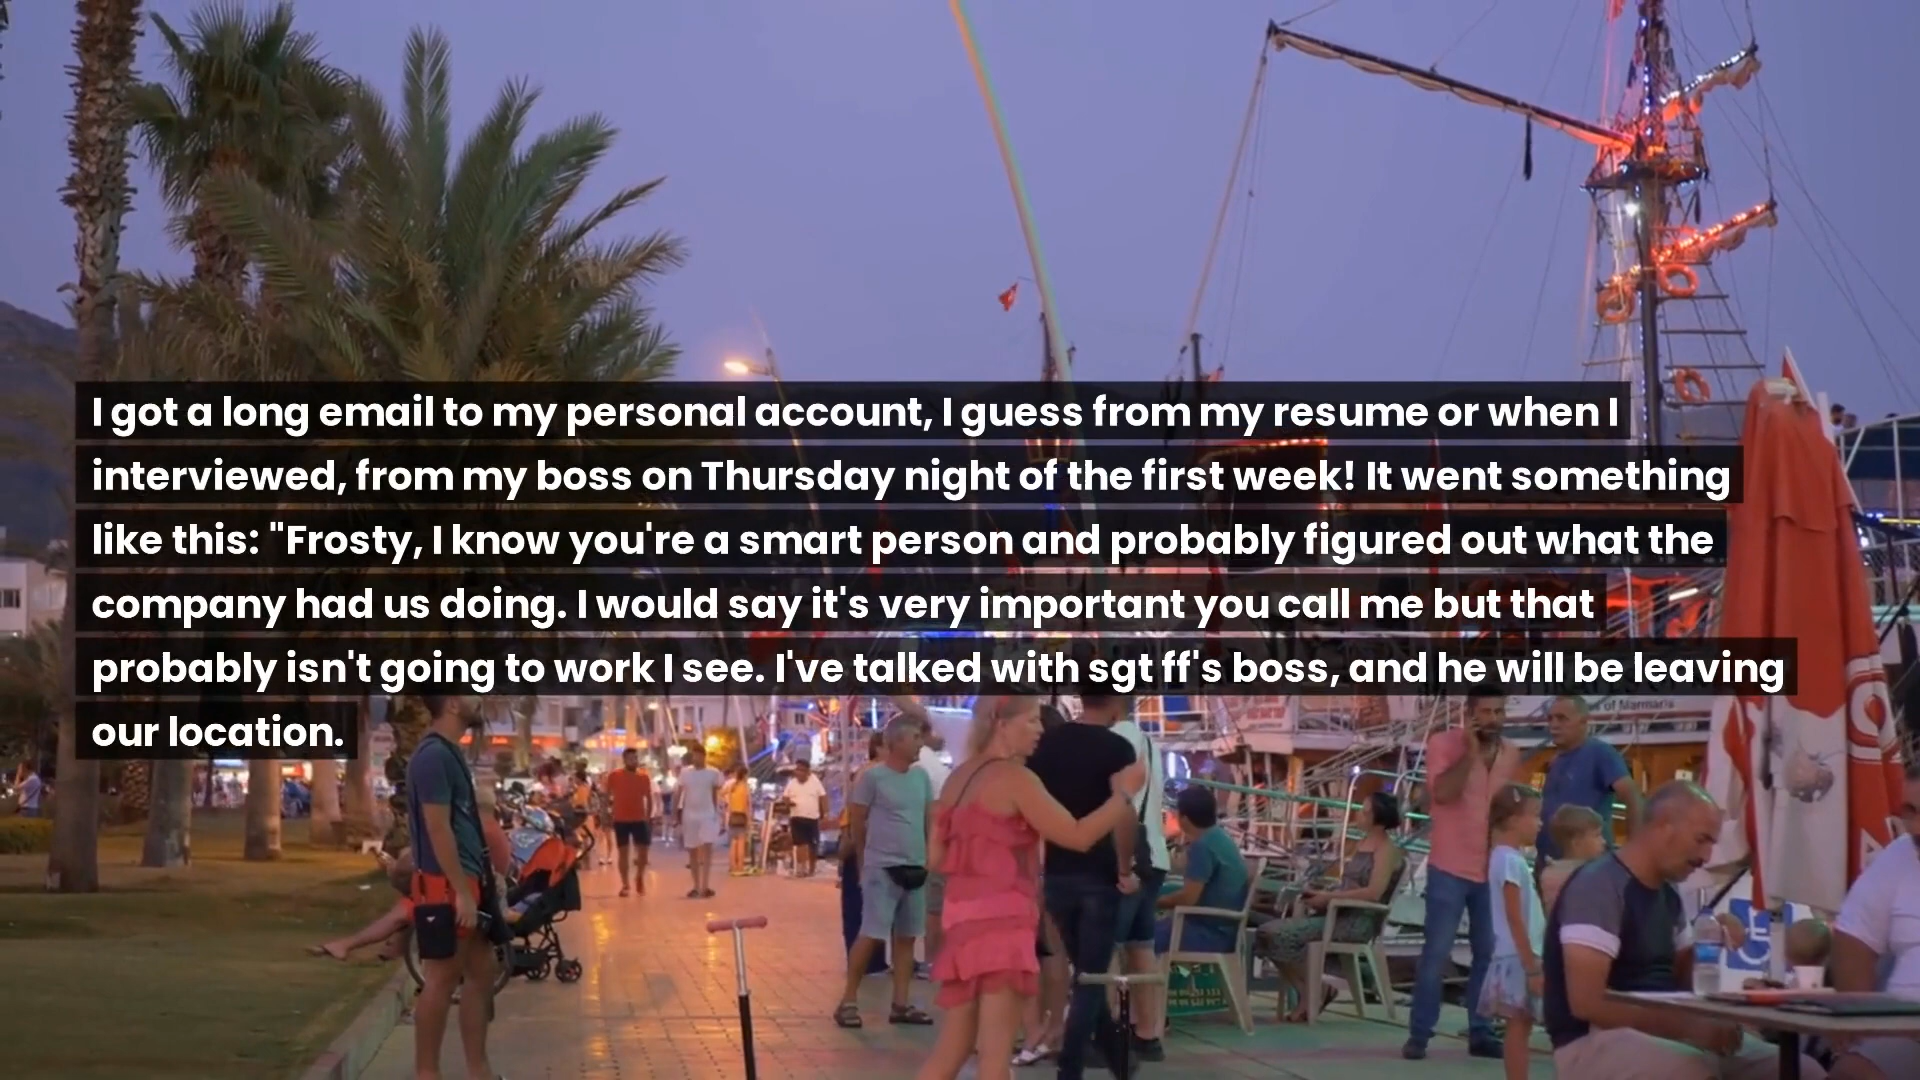 I got a long email to my personal account, I guess from my resume or when I
interviewed, from my boss on Thursday night of the first week! It went something
like this: "Frosty, I know you're a smart person and probably figured out what the
company had us doing. I would say it's very important you call me but that
probably isn't going to work I see. I've talked with sgt ff's boss, and he will be leaving
our location.
of Marmaris